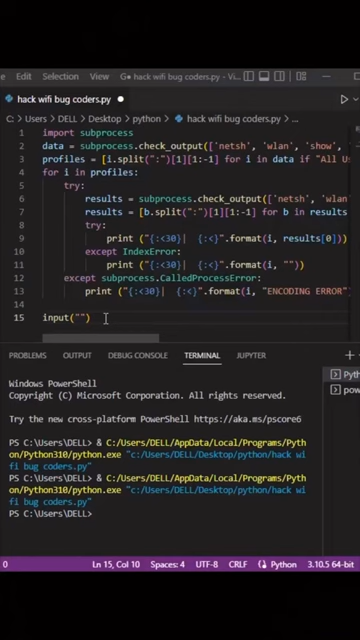 Edit Selection View ... hack wifi bug coders.py - V...
hack wifi bug coders.py
C: > Users > DELL > Desktop > python > hack wifi bug coders.py > ...
1 import subprocess
2 data = subprocess.check_output(['netsh', 'wlan', 'show',
3 profiles = [i.split(":")[1][1:-1] for i in data if "All Us
4 for i in profiles:
5 try:
6 results = subprocess.check_output(['netsh', 'wlan'
7 results = [b.split(":")[1][1:-1] for b in results
8 try:
9 print ("{:<30}| {:<}".format(i, results[0]))
10 except IndexError:
11 print ("{:<30}| {:<}".format(i, ""))
12 except subprocess.CalledProcessError:
13 print ("{:<30}| {:<}".format(i, "ENCODING ERROR")
14
15 input("")
PROBLEMS OUTPUT DEBUG CONSOLE TERMINAL JUPYTER
Windows PowerShell
Copyright (C) Microsoft Corporation. All rights reserved.
Try the new cross-platform PowerShell https://aka.ms/pscore6
PS C:\Users\DELL> & C:/Users/DELL/AppData/Local/Programs/Pyth
on/Python310/python.exe "c:/Users/DELL/Desktop/python/hack wi
fi bug coders.py"
PS C:\Users\DELL> & C:/Users/DELL/AppData/Local/Programs/Pyth
on/Python310/python.exe "c:/Users/DELL/Desktop/python/hack wi
fi bug coders.py"
PS C:\Users\DELL>
Pyth
pow
0 Ln 15, Col 10 Spaces: 4 UTF-8 CRLF Python 3.10.5 64-bit